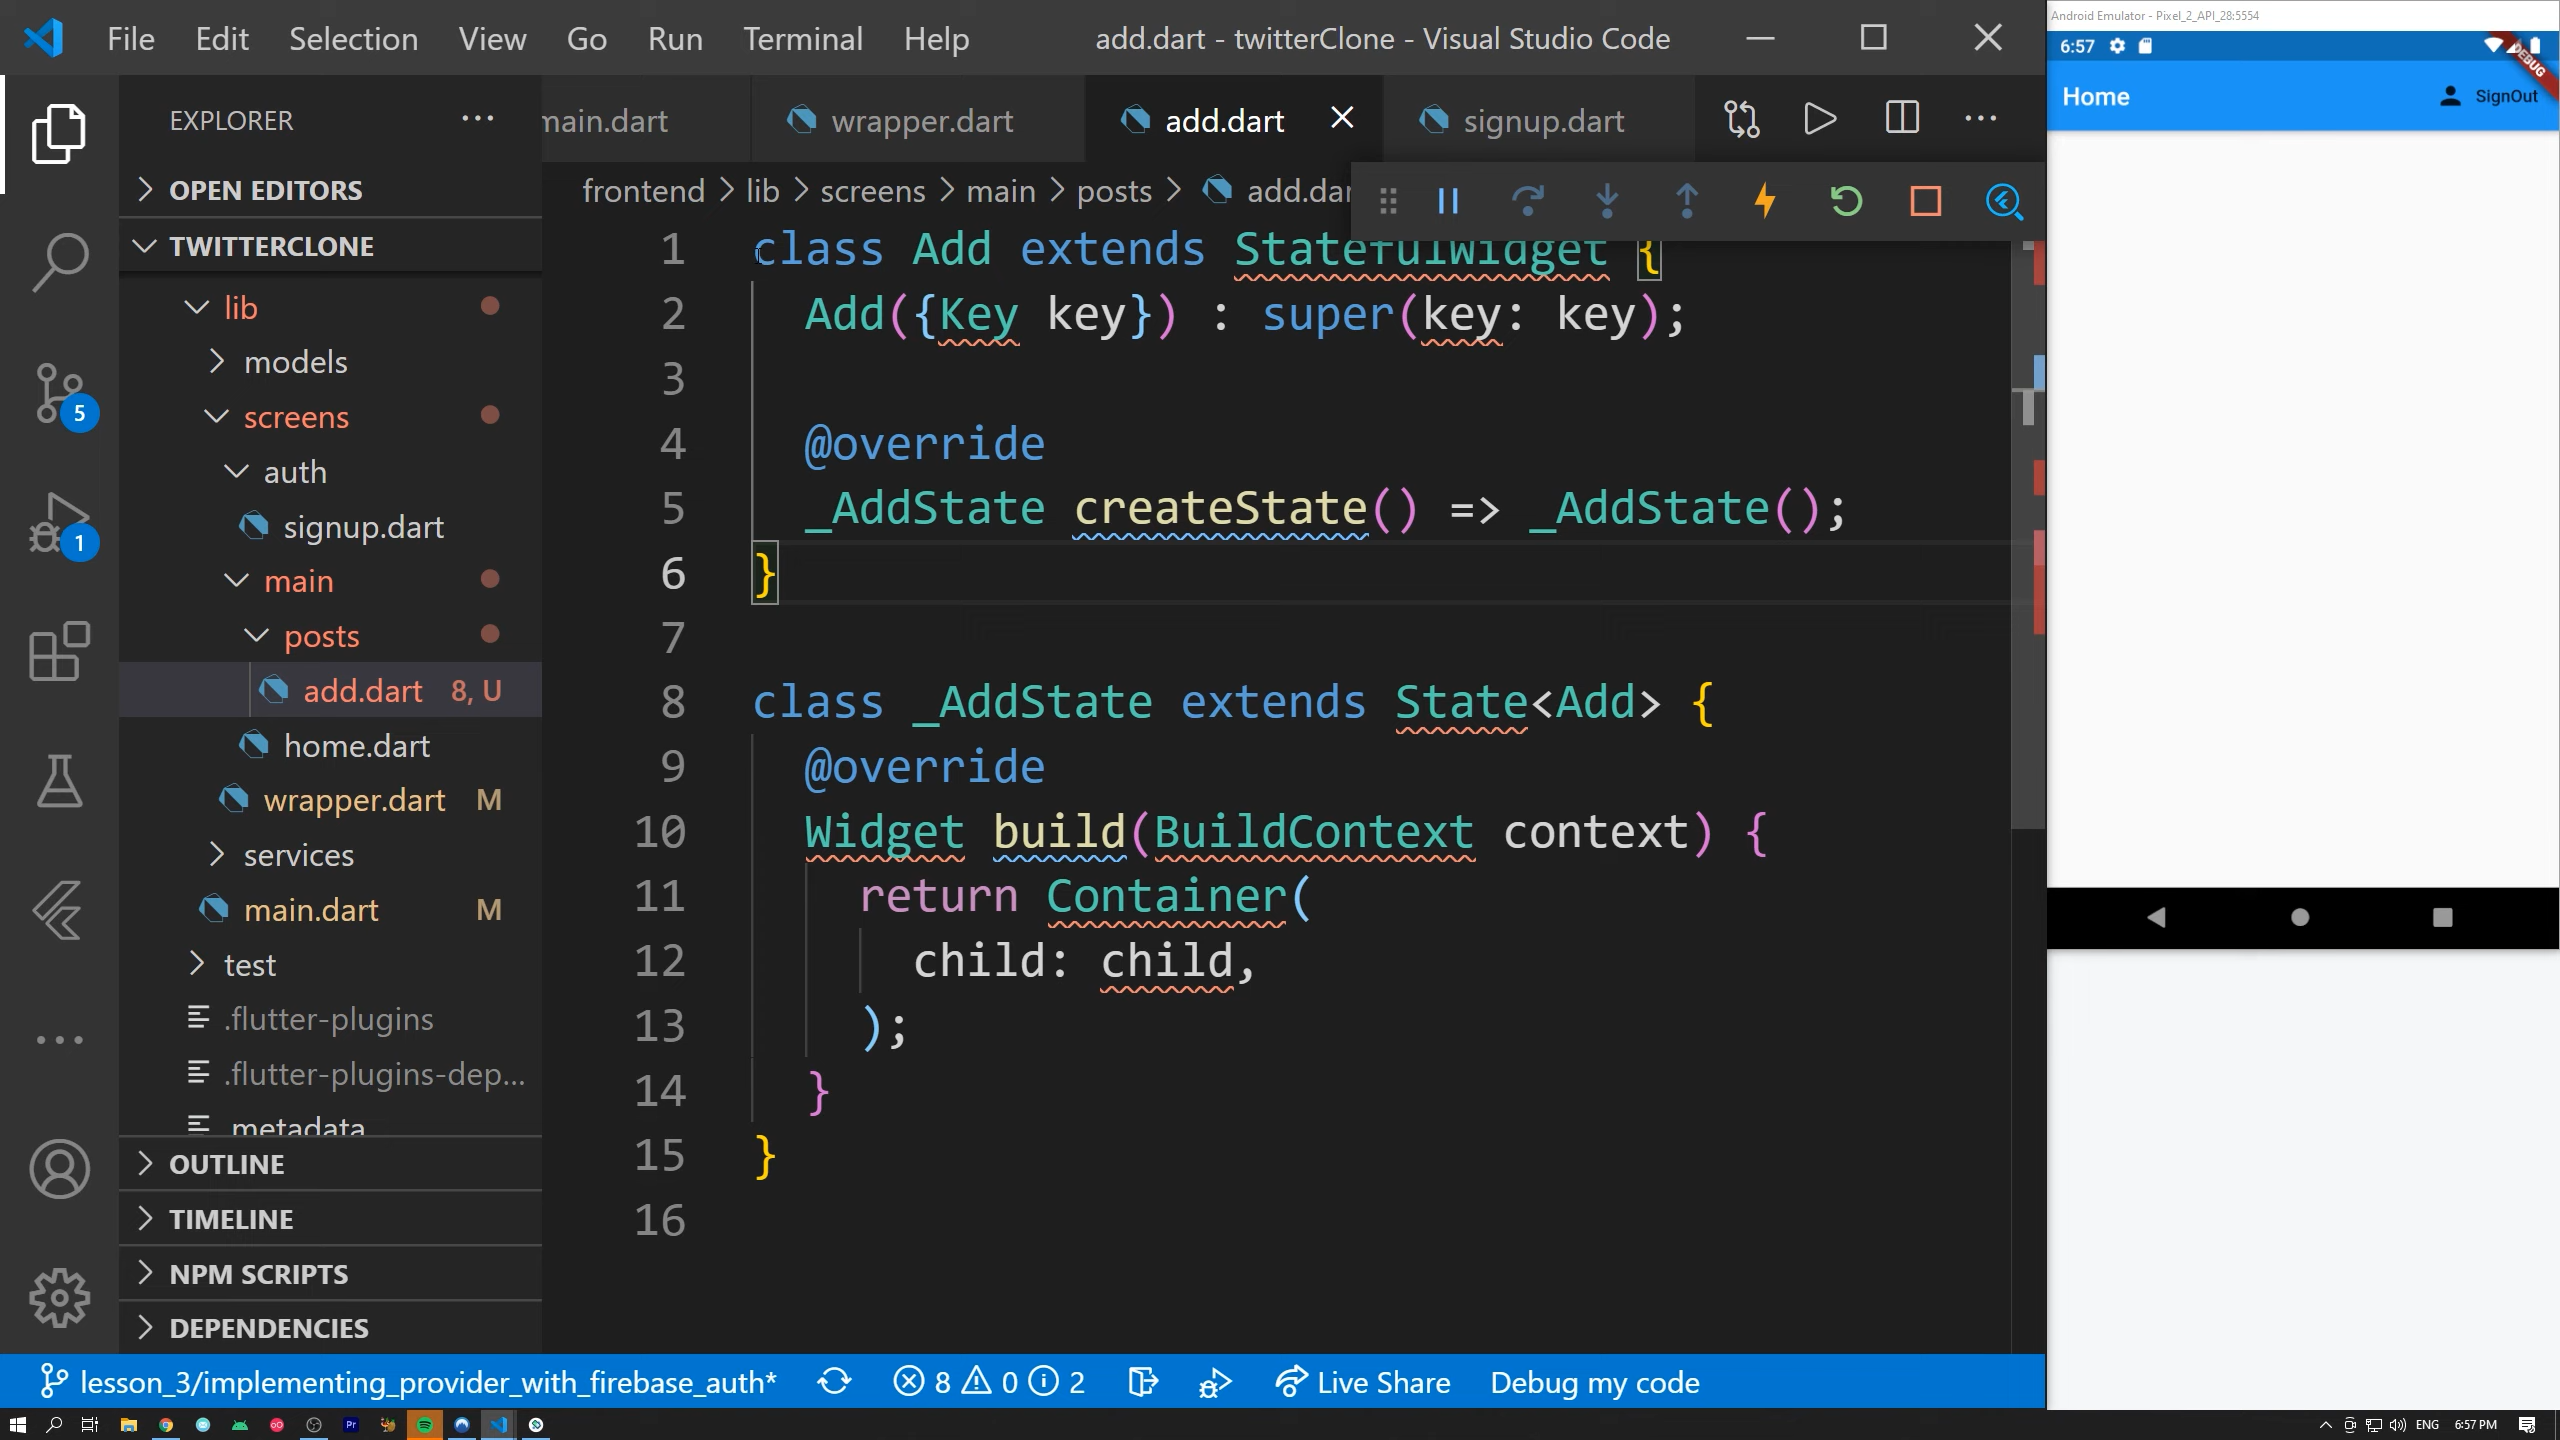 File Edit Selection View Go Run Terminal Help
add.dart - twitterClone - Visual Studio Code
EXPLORER
OPEN EDITORS
TWITTERCLONE
lib
models
screens
auth
signup.dart
main
posts
add.dart 8, U
home.dart
wrapper.dart M
services
main.dart M
test
.flutter-plugins
.flutter-plugins-dep...
.metadata
OUTLINE
TIMELINE
NPM SCRIPTS
DEPENDENCIES
5
1
main.dart wrapper.dart add.dart signup.dart
frontend > lib > screens > main > posts > add.dar
1 class Add extends StatefulWidget {
2 Add({Key key}) : super(key: key);
3
4 @override
5 _AddState createState() => _AddState();
6 }
7
8 class _AddState extends State<Add> {
9 @override
10 Widget build(BuildContext context) {
11 return Container(
12 child: child,
13 );
14 }
15 }
16
lesson_3/implementing_provider_with_firebase_auth* 8 0 2 Live Share Debug my code
Android Emulator - Pixel_2_API_28:5554
6:57
DEBUG
Home SignOut
Pr
ENG 6:57 PM